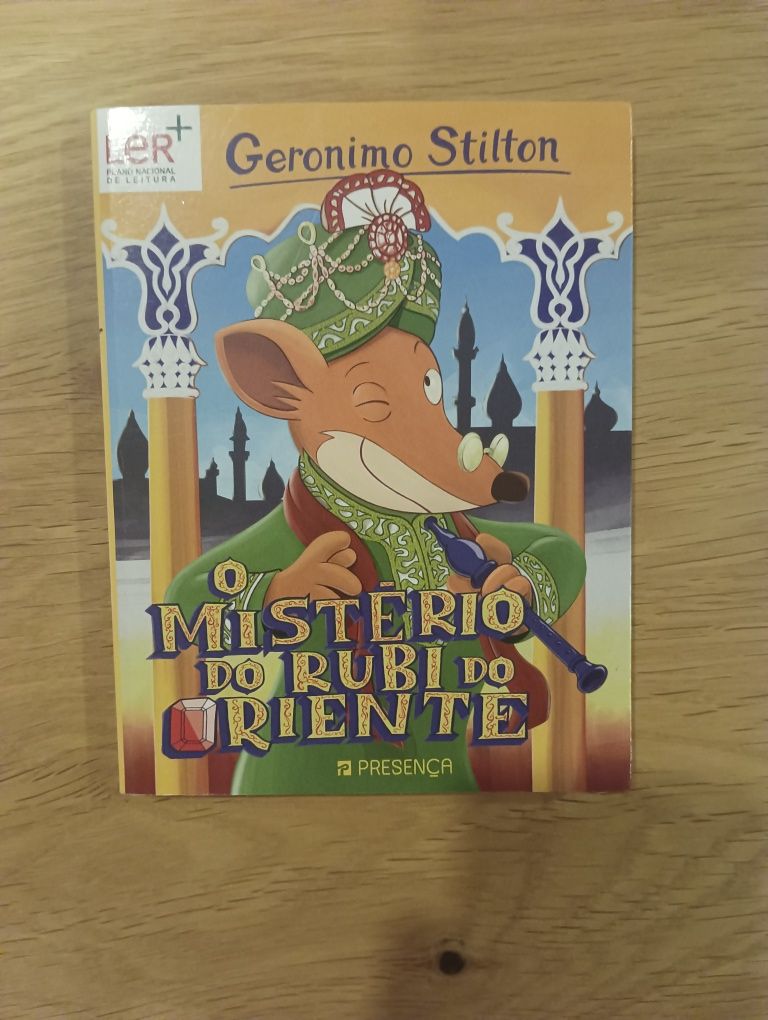 LeR+
PLANO NACIONAL
DE LEITURA
Geronimo Stilton
O
MISTÉRIO
DO RUBI DO
ORIENTE
PRESENÇA